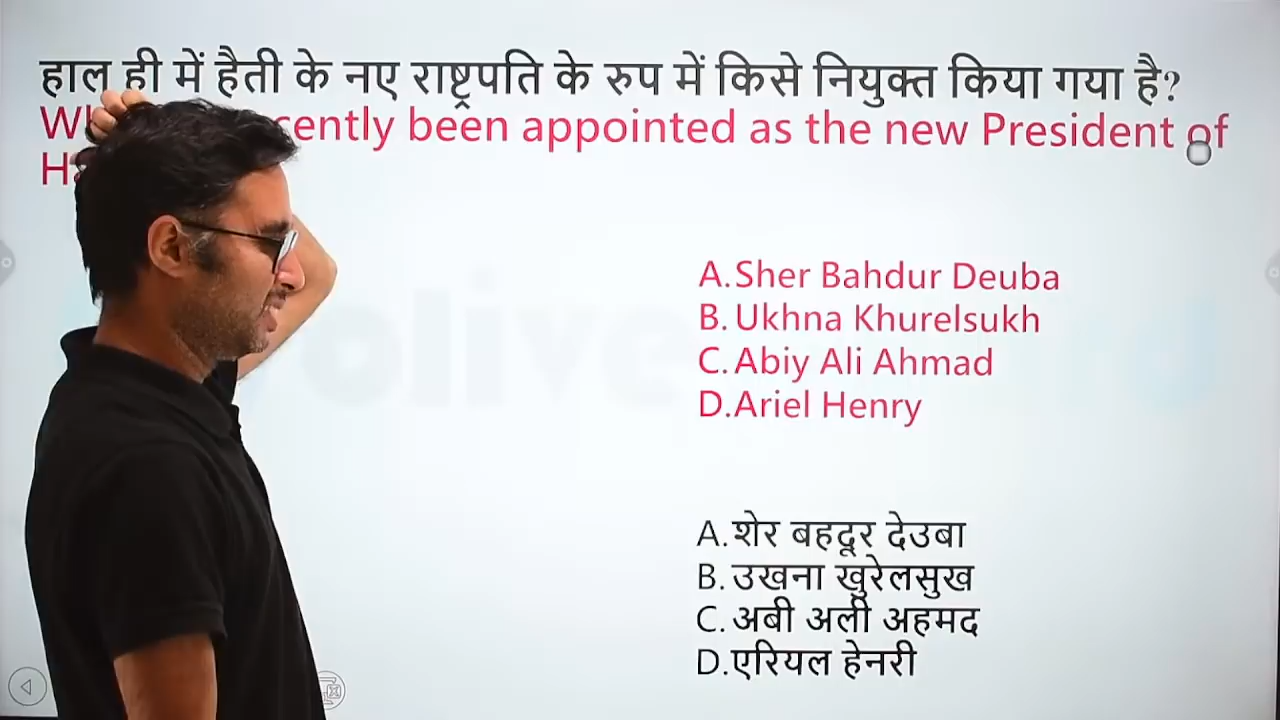 हाल ही में हैती के नए राष्ट्रपति के रुप में किसे नियुक्त किया गया है?
been appointed as the new President of
A.Sher Bahdur Deuba
B. Ukhna Khurelsukh
C. Abiy Ali Ahmad
D.Ariel Henry
A.शेर बहदूर देउबा
B. उखना खुरेलसुख
C. अबी अली अहमद
D.एरियल हेनरी